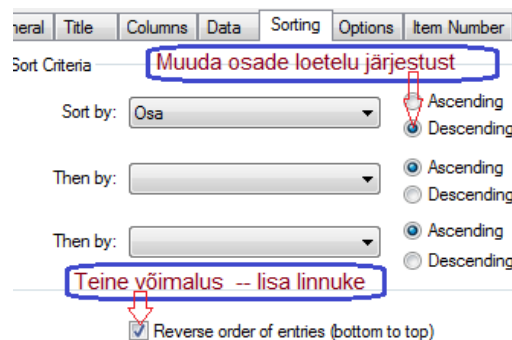 neral Title Columns Data Sorting Options Item Number
Sort Criteria Muuda osade loetelu järjestust
Ascending
Sort by: Osa
Descending
Ascending
Then by:
Descending
Ascending
Then by:
Descending
Teine võimalus -- lisa linnuke
Reverse order of entries (bottom to top)